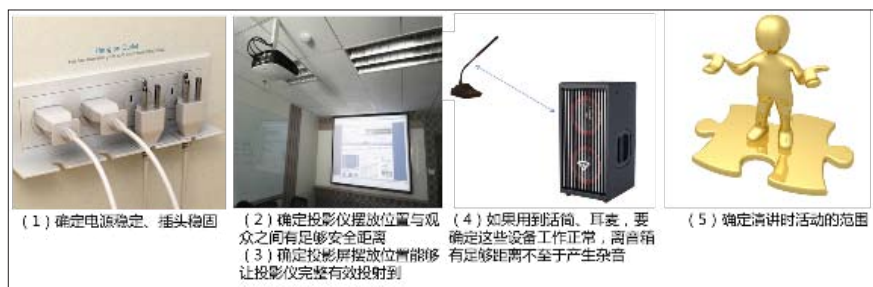 （1）确定电源稳定、插头稳固
（2）确定投影仪摆放位置与观
众之间有足够安全距离
（3）确定投影屏摆放位置能够
让投影仪完整有效投射到
（4）如果用到话筒、耳麦，要
确定这些设备工作正常，离音箱
有足够距离不至于产生杂音
（5）确定演讲时活动的范围